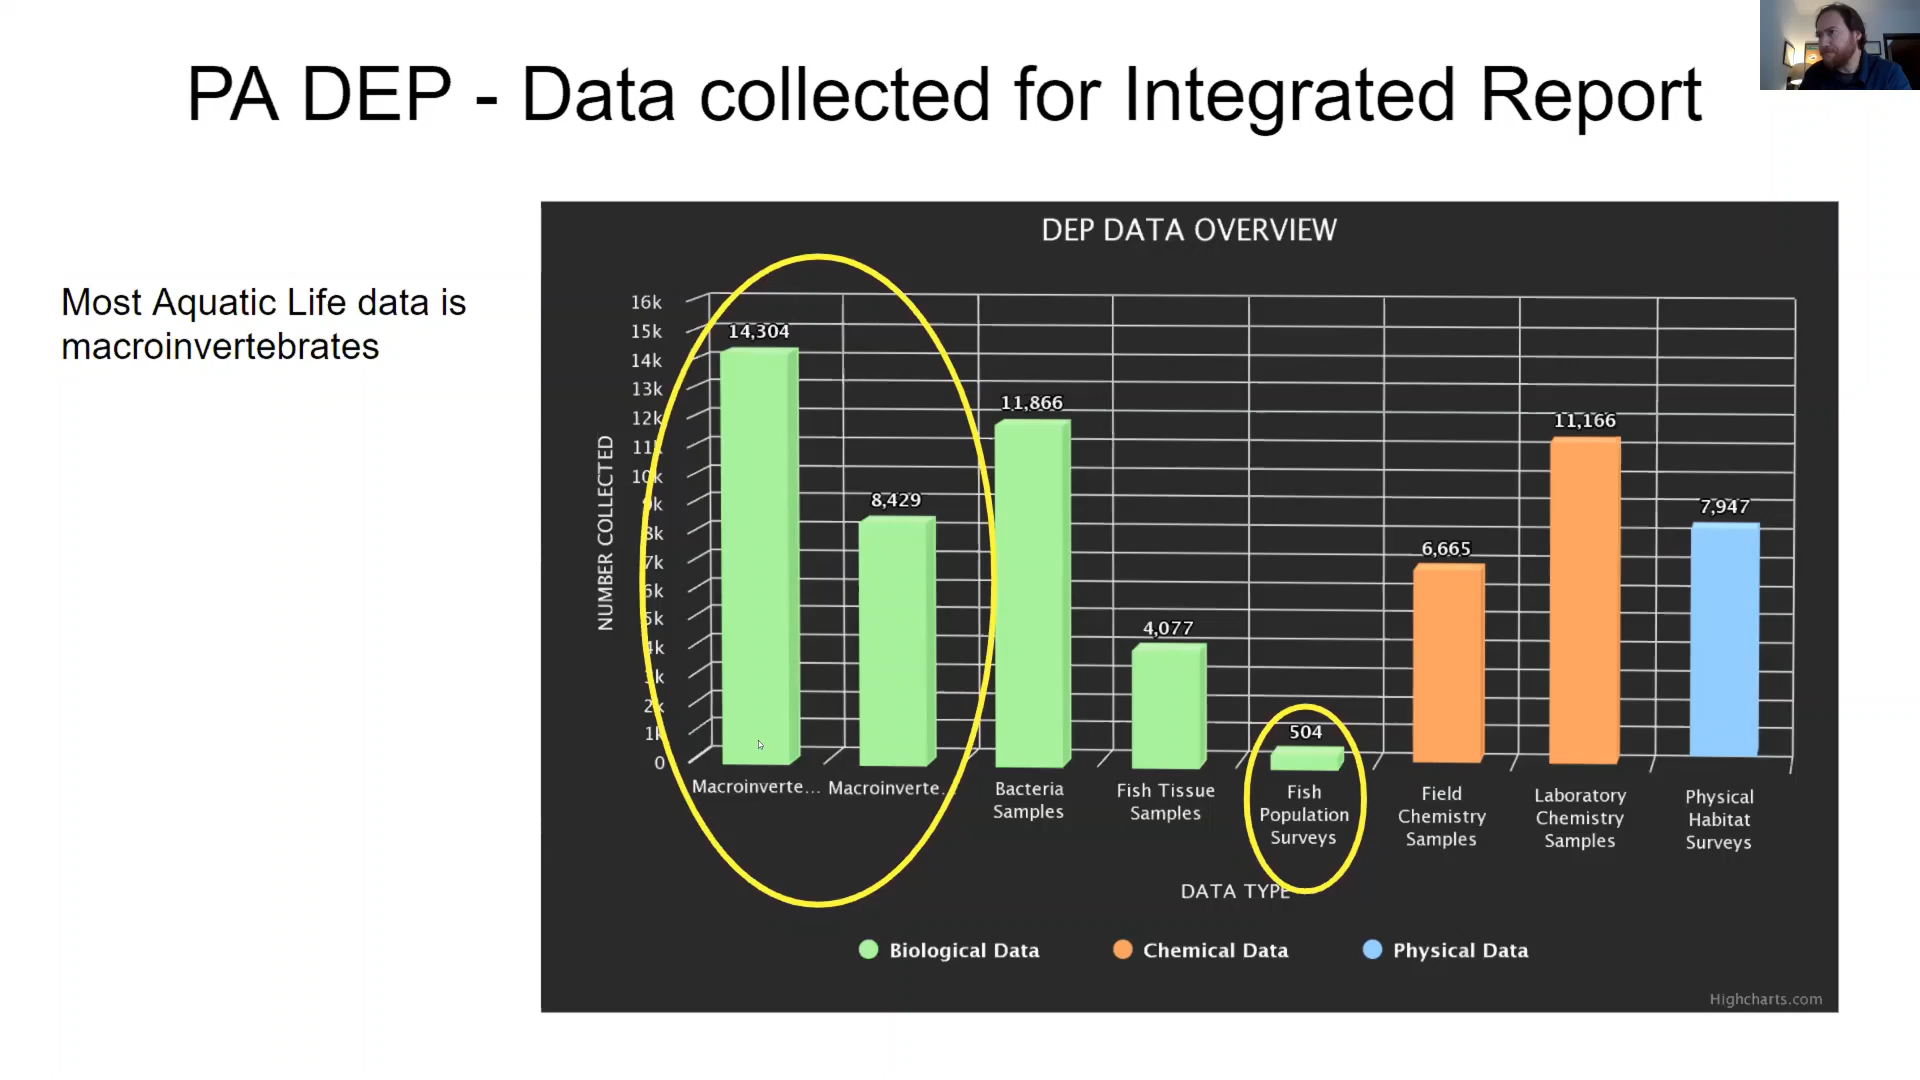 PA DEP - Data collected for Integrated Report
Most Aquatic Life data is
macroinvertebrates
DEP DATA OVERVIEW
NUMBER COLLECTED
16k
15k
14k
13k
12k
11k
10k
9k
8k
7k
6k
5k
4k
3k
2k
1k
0
14,304
8,429
11,866
4,077
504
6,665
11,166
7,947
Macroinverte...
Macroinverte...
Bacteria
Samples
Fish Tissue
Samples
Fish
Population
Surveys
Field
Chemistry
Samples
Laboratory
Chemistry
Samples
Physical
Habitat
Surveys
DATA TYPE
Biological Data
Chemical Data
Physical Data
Highcharts.com